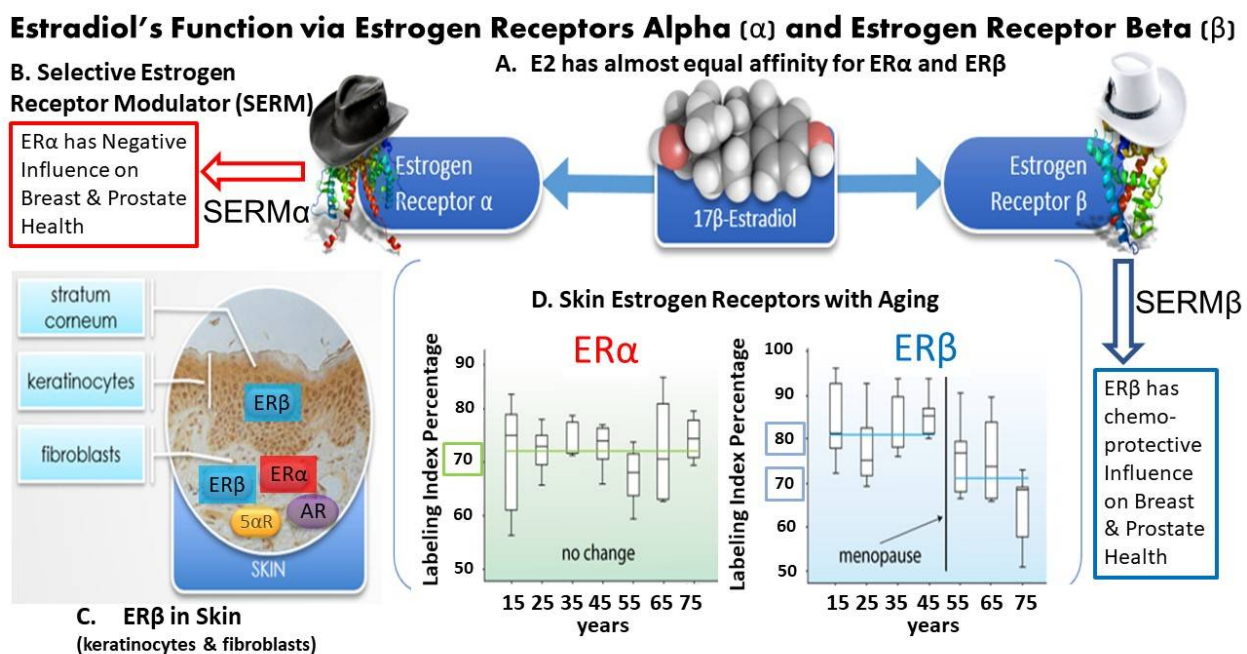 Estradiol's Function via Estrogen Receptors Alpha (α) and Estrogen Receptor Beta (β)
B. Selective Estrogen
Receptor Modulator (SERM)
A. E2 has almost equal affinity for ERα and ERβ
ERα has Negative
Influence on
Breast & Prostate
Health
SERMα
Estrogen
Receptor α
17β-Estradiol
Estrogen
Receptor β
SERMβ
ERβ has
chemo-
protective
Influence
on Breast
& Prostate
Health
stratum
corneum
keratinocytes
fibroblasts
ERβ
ERβ
ERα
5αR
AR
SKIN
C. ERβ in Skin
(keratinocytes & fibroblasts)
D. Skin Estrogen Receptors with Aging
ERα
Labeling Index Percentage
90
80
70
60
50
no change
15 25 35 45 55 65 75
years
ERβ
Labeling Index Percentage
100
90
80
70
60
50
menopause
15 25 35 45 55 65 75
years